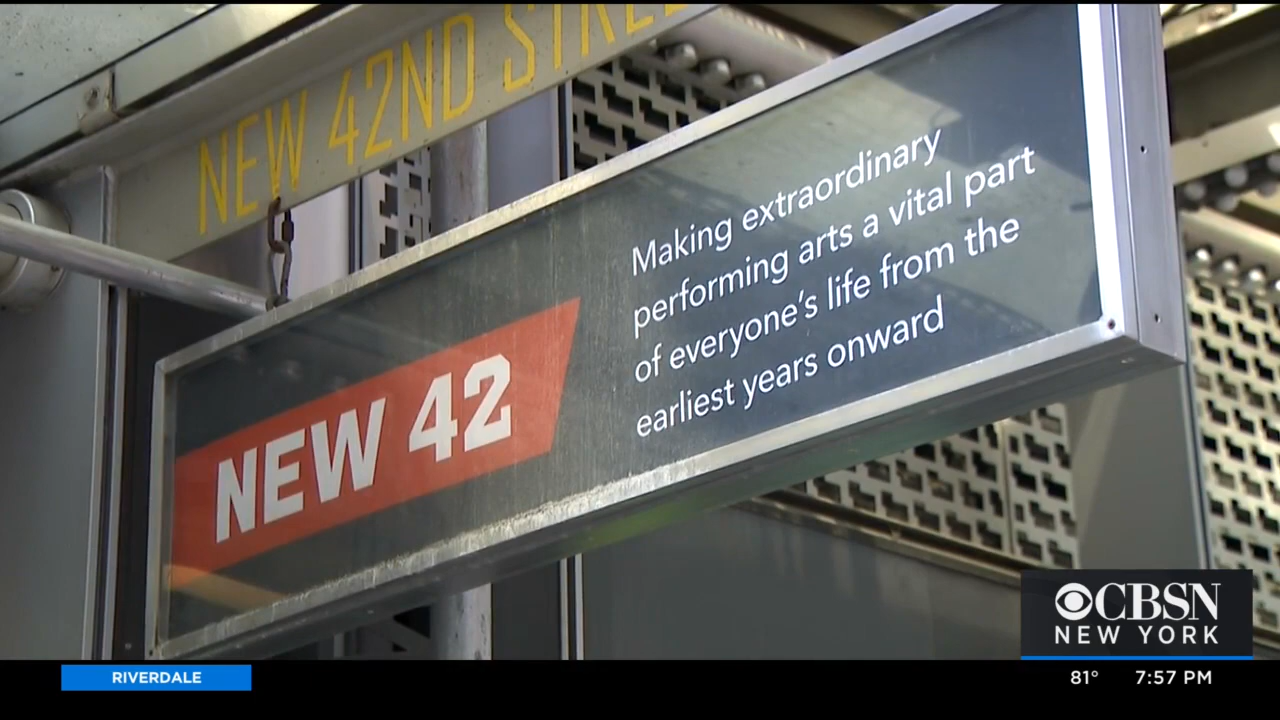 NEW 42ND
NEW 42
Making extraordinary
performing arts a vital part
of everyone's life from the
earliest years onward
CBSN
NEW YORK
RIVERDALE
81° 7:57 PM